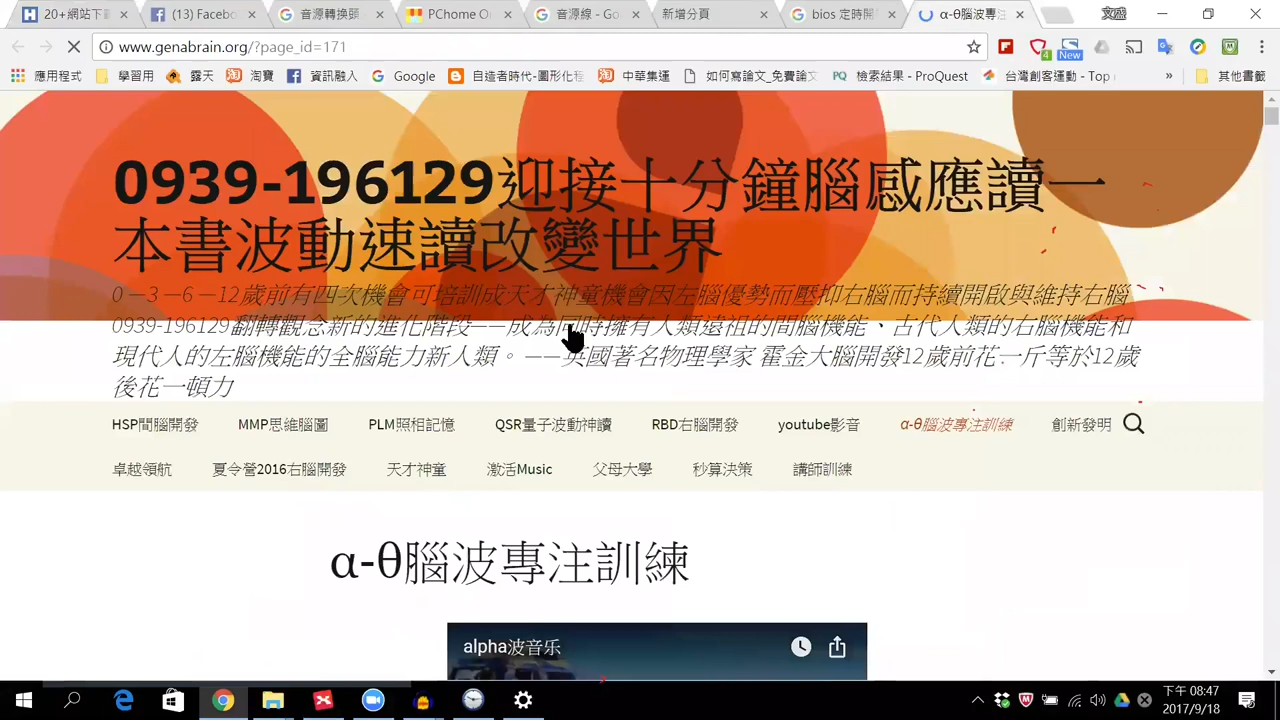 20+網站下
(13) Facebo
音源轉換頭
PChome On
音源線 - Go
新增分頁
bios 定時開
α-θ腦波專注
文盛
www.genabrain.org/?page_id=171
4
New
應用程式
學習用
露天
淘寶
資訊融入
Google
自造者時代-圖形化程
中華集運
如何寫論文_免費論文
PQ
檢索結果 - ProQuest
台灣創客運動 - Top
»
其他書籤
0939-196129迎接十分鐘腦感應讀一
本書波動速讀改變世界
0－3－6－12歲前有四次機會可培訓成天才神童機會因左腦優勢而壓抑右腦而持續開啟與維持右腦
0939-196129翻轉觀念新的進化階段——成為同時擁有人類遠祖的間腦機能、古代人類的右腦機能和
現代人的左腦機能的全腦能力新人類。 ——英國著名物理學家 霍金大腦開發12歲前花一斤等於12歲
後花一頓力
HSP間腦開發
MMP思維腦圖
PLM照相記憶
QSR量子波動神讀
RBD右腦開發
youtube影音
α-θ腦波專注訓練
創新發明
卓越領航
夏令營2016右腦開發
天才神童
激活Music
父母大學
秒算決策
講師訓練
α-θ腦波專注訓練
alpha波音乐
下午 08:47
2017/9/18